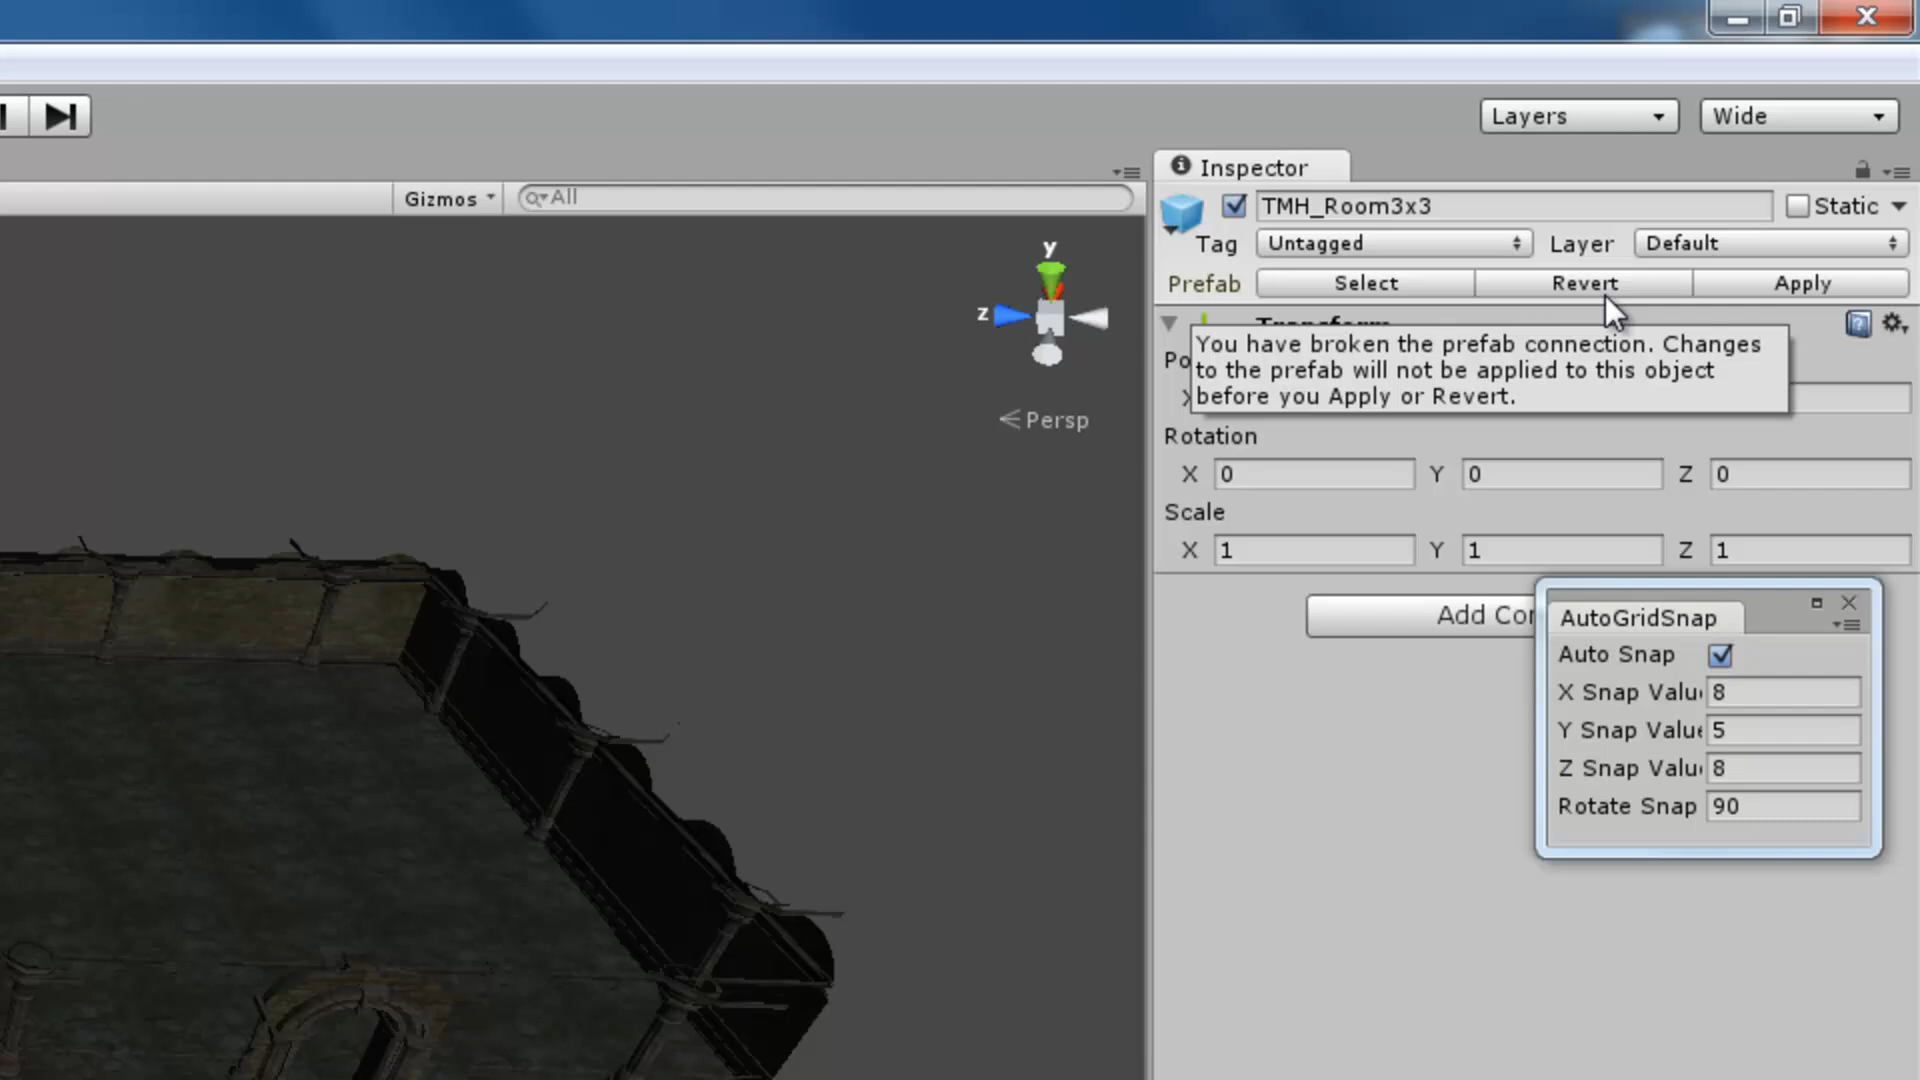 Layers
Wide
Gizmos
All
Inspector
TMH_Room3x3
Static
Tag
Untagged
Layer
Default
Prefab
Select
Revert
Apply
You have broken the prefab connection. Changes
to the prefab will not be applied to this object
before you Apply or Revert.
Rotation
X 0 Y 0 Z 0
Scale
X 1 Y 1 Z 1
AutoGridSnap
Auto Snap
X Snap Valu 8
Y Snap Value 5
Z Snap Valu 8
Rotate Snap 90
y
z
Persp
Add Cor